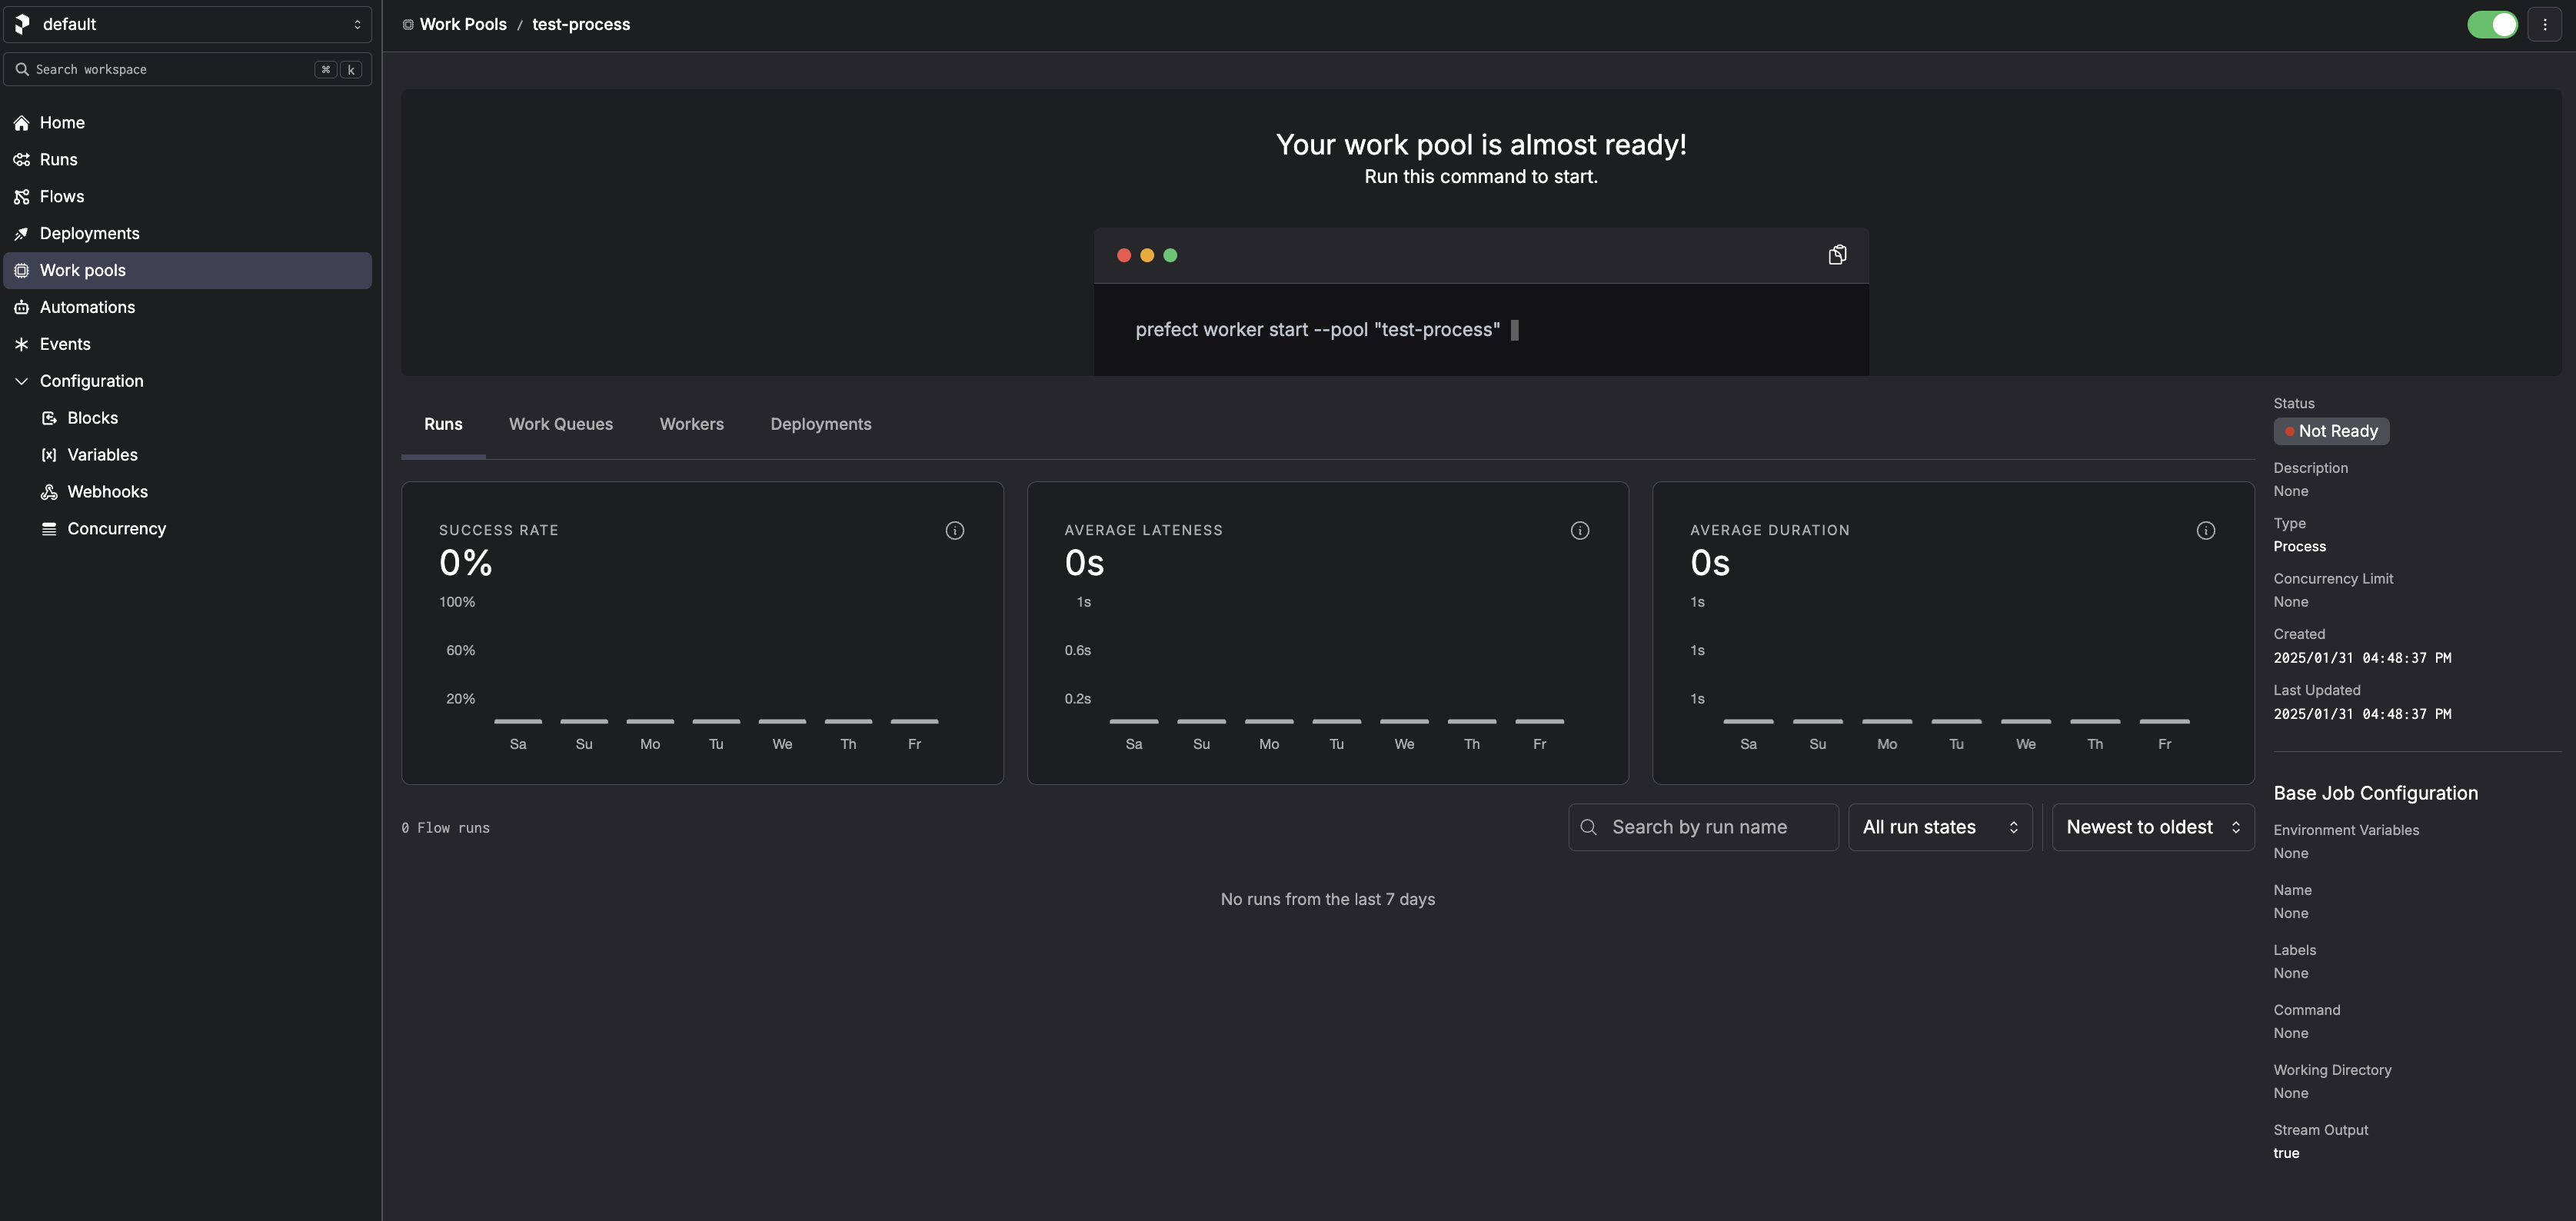 default
Search workspace
⌘ k
Home
Runs
Flows
Deployments
Work pools
Automations
Events
Configuration
Blocks
Variables
Webhooks
Concurrency
Work Pools / test-process
Your work pool is almost ready!
Run this command to start.
prefect worker start --pool "test-process"
Runs Work Queues Workers Deployments
SUCCESS RATE
0%
100%
60%
20%
Sa Su Mo Tu We Th Fr
AVERAGE LATENESS
0s
1s
0.6s
0.2s
Sa Su Mo Tu We Th Fr
AVERAGE DURATION
0s
1s
1s
1s
Sa Su Mo Tu We Th Fr
0 Flow runs
Search by run name
All run states
Newest to oldest
No runs from the last 7 days
Status
Not Ready
Description
None
Type
Process
Concurrency Limit
None
Created
2025/01/31 04:48:37 PM
Last Updated
2025/01/31 04:48:37 PM
Base Job Configuration
Environment Variables
None
Name
None
Labels
None
Command
None
Working Directory
None
Stream Output
true